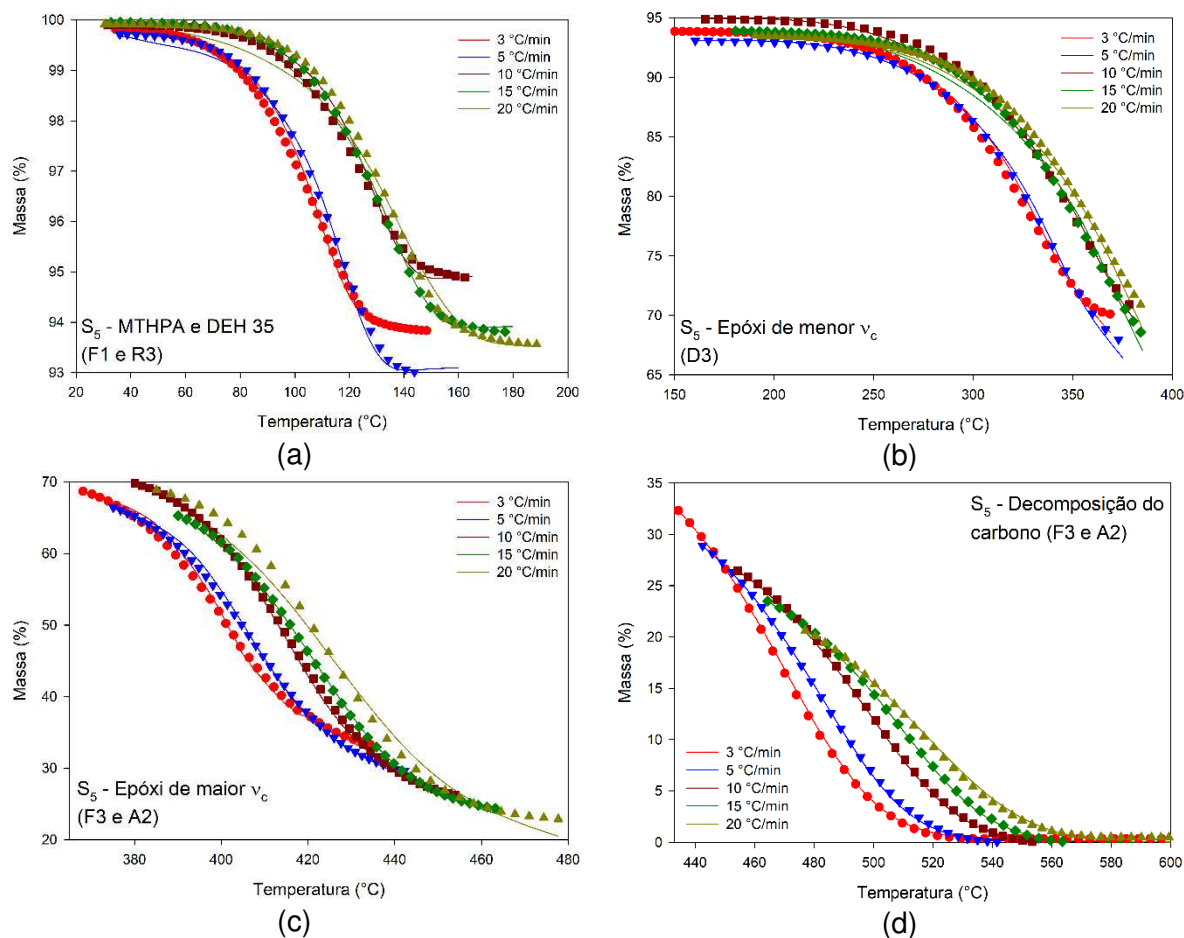 100
99
98
97
96
95
94
93
20 40 60 80 100 120 140 160 180 200
Massa (%)
Temperatura (°C)
3 °C/min
5 °C/min
10 °C/min
15 °C/min
20 °C/min
S5 - MTHPA e DEH 35
(F1 e R3)
(a)
95
90
85
80
75
70
65
150 200 250 300 350 400
Massa (%)
Temperatura (°C)
3 °C/min
5 °C/min
10 °C/min
15 °C/min
20 °C/min
S5 - Epóxi de menor νc
(D3)
(b)
70
60
50
40
30
20
380 400 420 440 460 480
Massa (%)
Temperatura (°C)
3 °C/min
5 °C/min
10 °C/min
15 °C/min
20 °C/min
S5 - Epóxi de maior νc
(F3 e A2)
(c)
35
30
25
20
15
10
5
0
440 460 480 500 520 540 560 580 600
Massa (%)
Temperatura (°C)
S5 - Decomposição do
carbono (F3 e A2)
3 °C/min
5 °C/min
10 °C/min
15 °C/min
20 °C/min
(d)